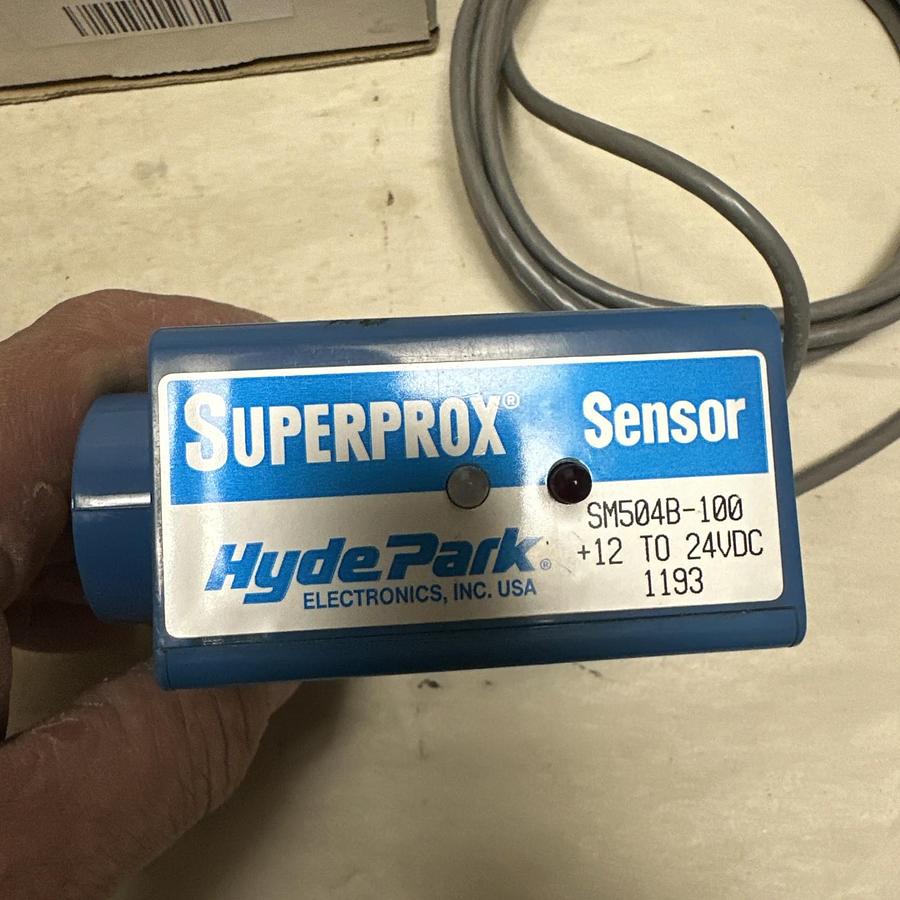 SUPERPROX® Sensor
HydePark®
ELECTRONICS, INC. USA
SM504B-100
+12 TO 24VDC
1193